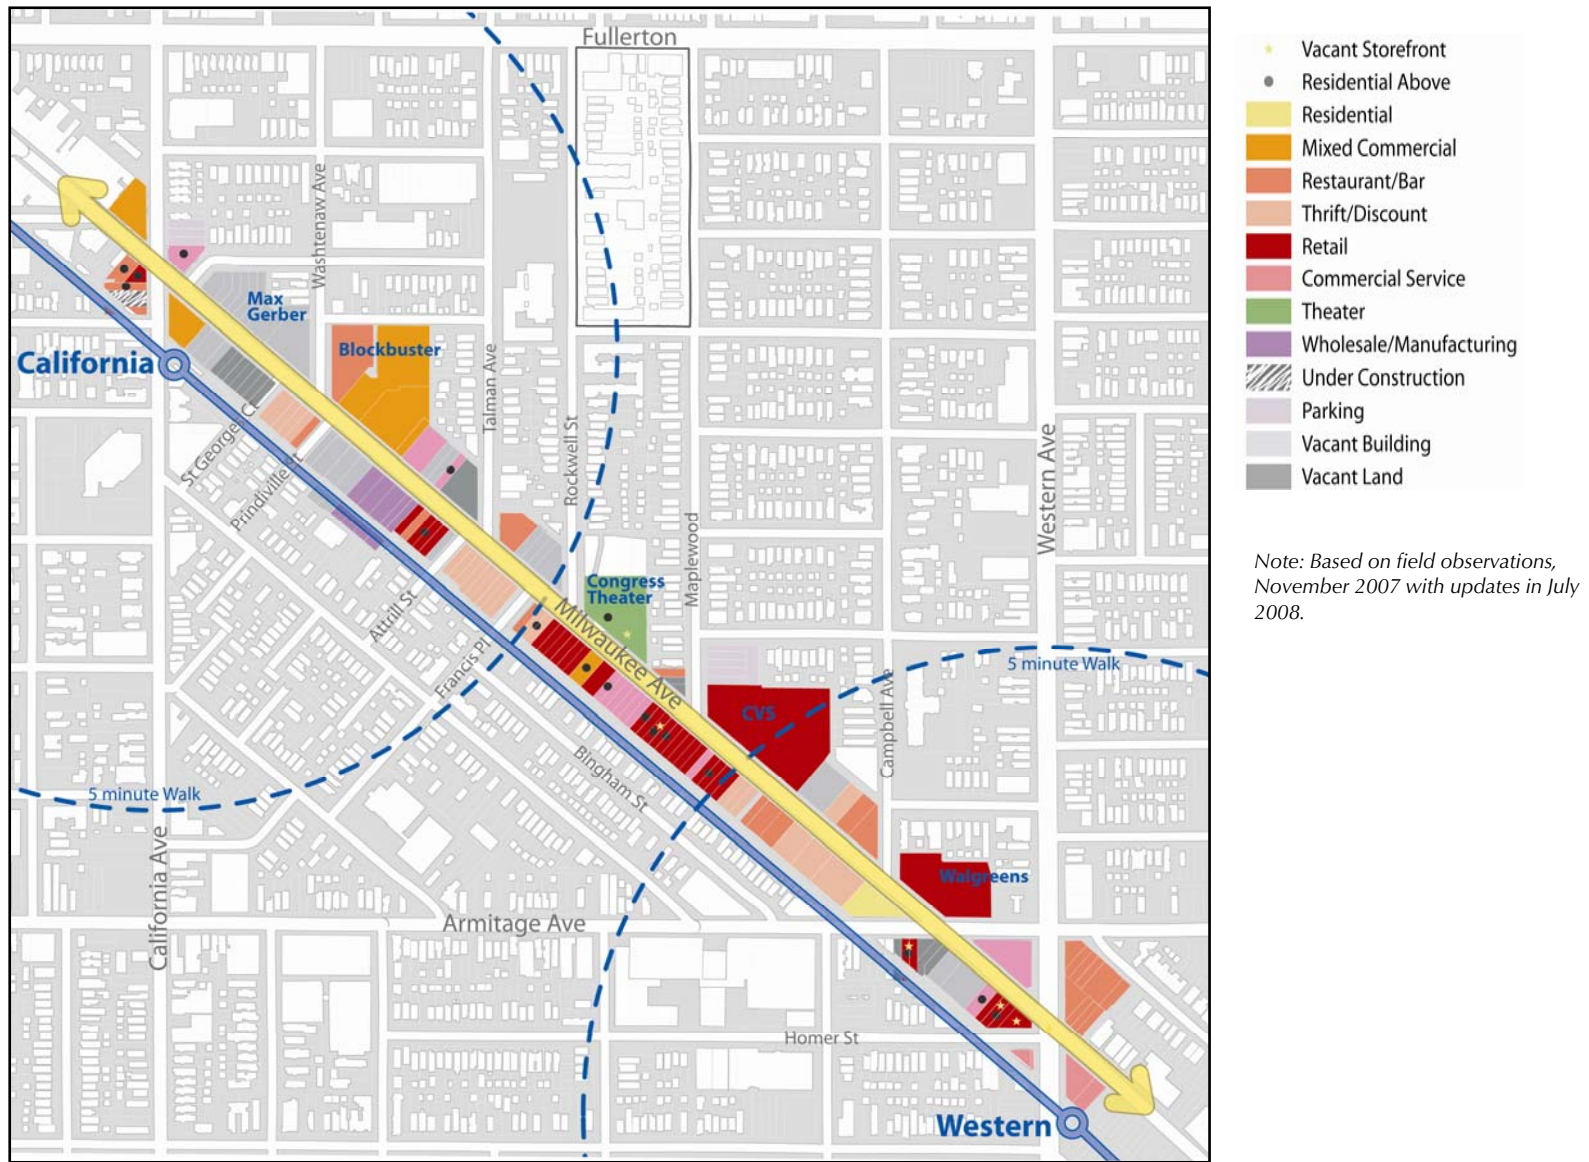 Fullerton
Washtenaw Ave
Max
Gerber
Blockbuster
California
Talman Ave
St Georges Ct
Prindiville St
Rockwell St
Western Ave
Maplewood
Congress
Theater
Attrill St
Milwaukee Ave
Francis Pl
5 minute Walk
Campbell Ave
CVS
Bingham St
5 minute Walk
California Ave
Walgreens
Armitage Ave
Homer St
Western
Vacant Storefront
Residential Above
Residential
Mixed Commercial
Restaurant/Bar
Thrift/Discount
Retail
Commercial Service
Theater
Wholesale/Manufacturing
Under Construction
Parking
Vacant Building
Vacant Land
Note: Based on field observations,
November 2007 with updates in July
2008.